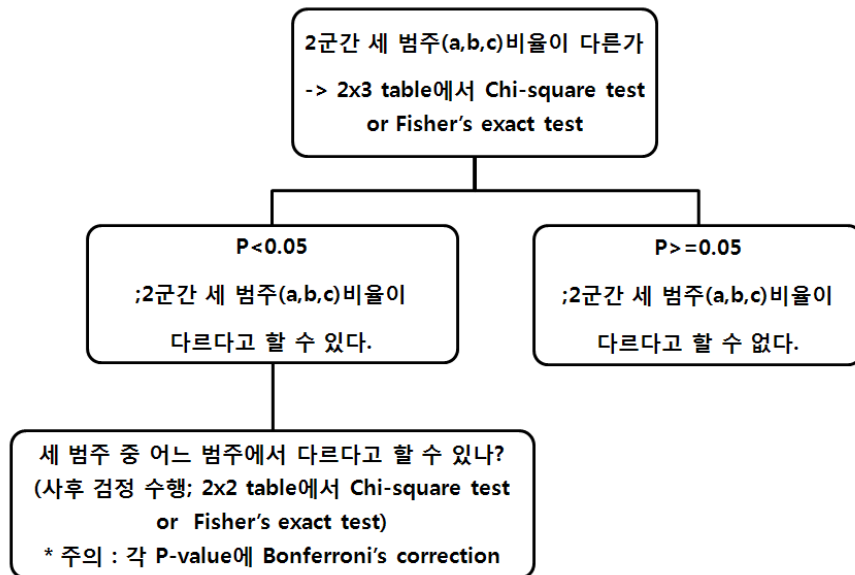 2군간 세 범주(a,b,c)비율이 다른가
-> 2x3 table에서 Chi-square test
or Fisher’s exact test
P<0.05
;2군간 세 범주(a,b,c)비율이
다르다고 할 수 있다.
P>=0.05
;2군간 세 범주(a,b,c)비율이
다르다고 할 수 없다.
세 범주 중 어느 범주에서 다르다고 할 수 있나?
(사후 검정 수행; 2x2 table에서 Chi-square test
or Fisher’s exact test)
* 주의 : 각 P-value에 Bonferroni’s correction